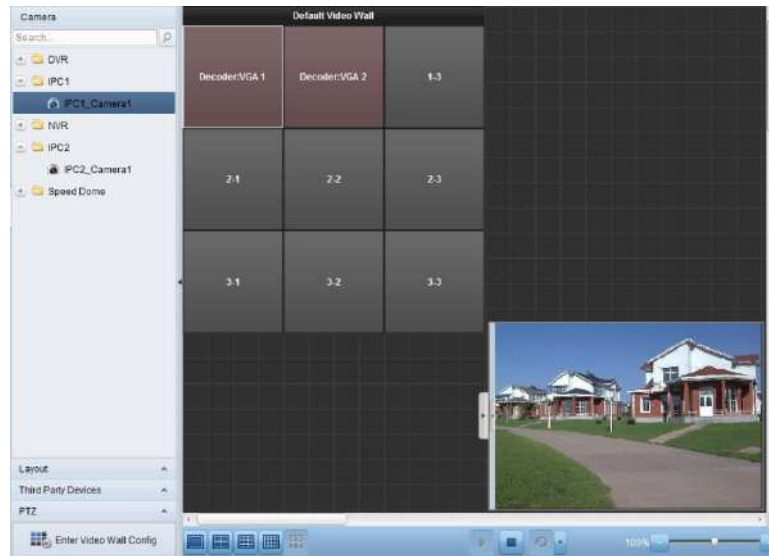 Camera
Search...
DVR
IPC1
IPC1_Camera1
NVR
IPC2
IPC2_Camera1
Speed Dome
Layout
Third Party Devices
PTZ
Enter Video Wall Config
Default Video Wall
Decoder:VGA 1
Decoder:VGA 2
1-3
2-1
2-2
2-3
3-1
3-2
3-3
100%